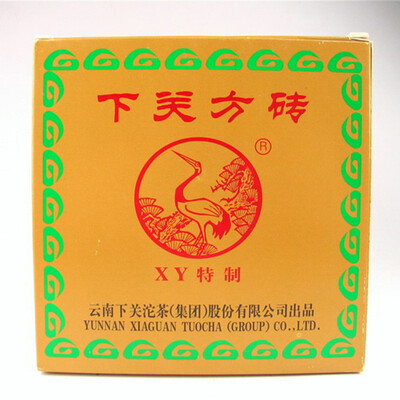 下关方砖
®
XY特制
云南下关沱茶(集团)股份有限公司出品
YUNNAN XIAGUAN TUOCHA (GROUP) CO.,LTD.